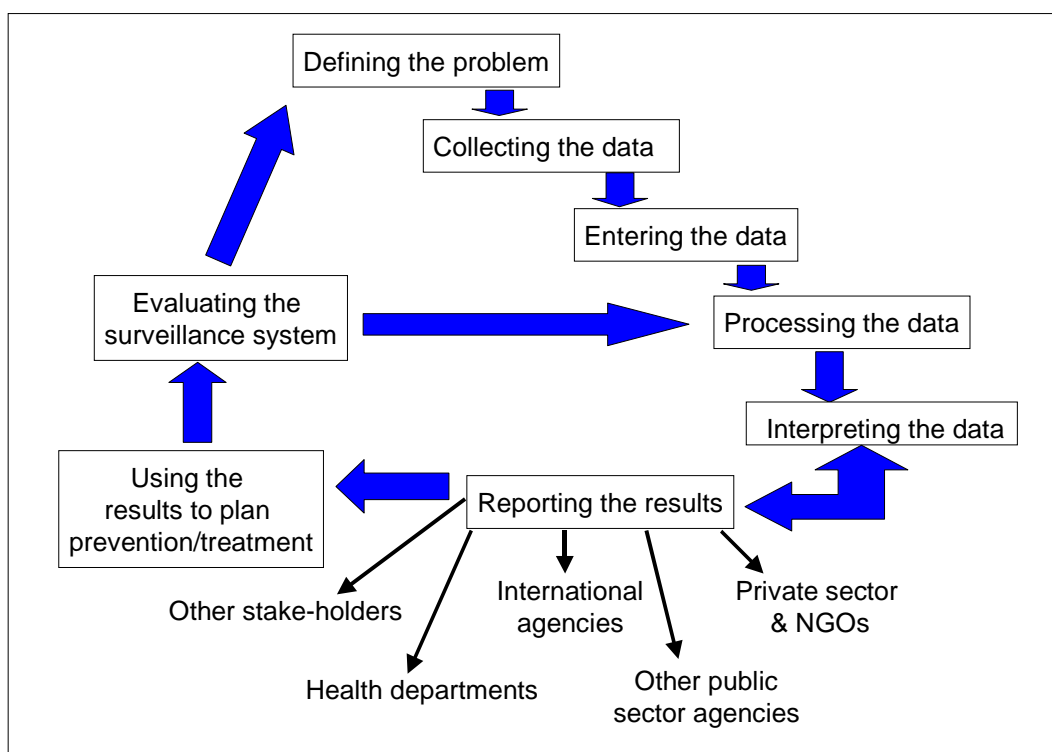 Defining the problem
Collecting the data
Entering the data
Evaluating the
surveillance system
Processing the data
Interpreting the data
Using the
results to plan
prevention/treatment
Reporting the results
Other stake-holders
International
agencies
Private sector
& NGOs
Health departments
Other public
sector agencies